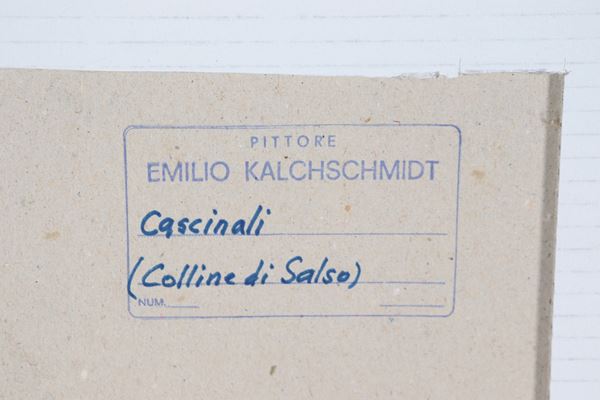 PITTORE
EMILIO KALCHSCHMIDT
Cascinali
(Colline di Salso)
NUM.